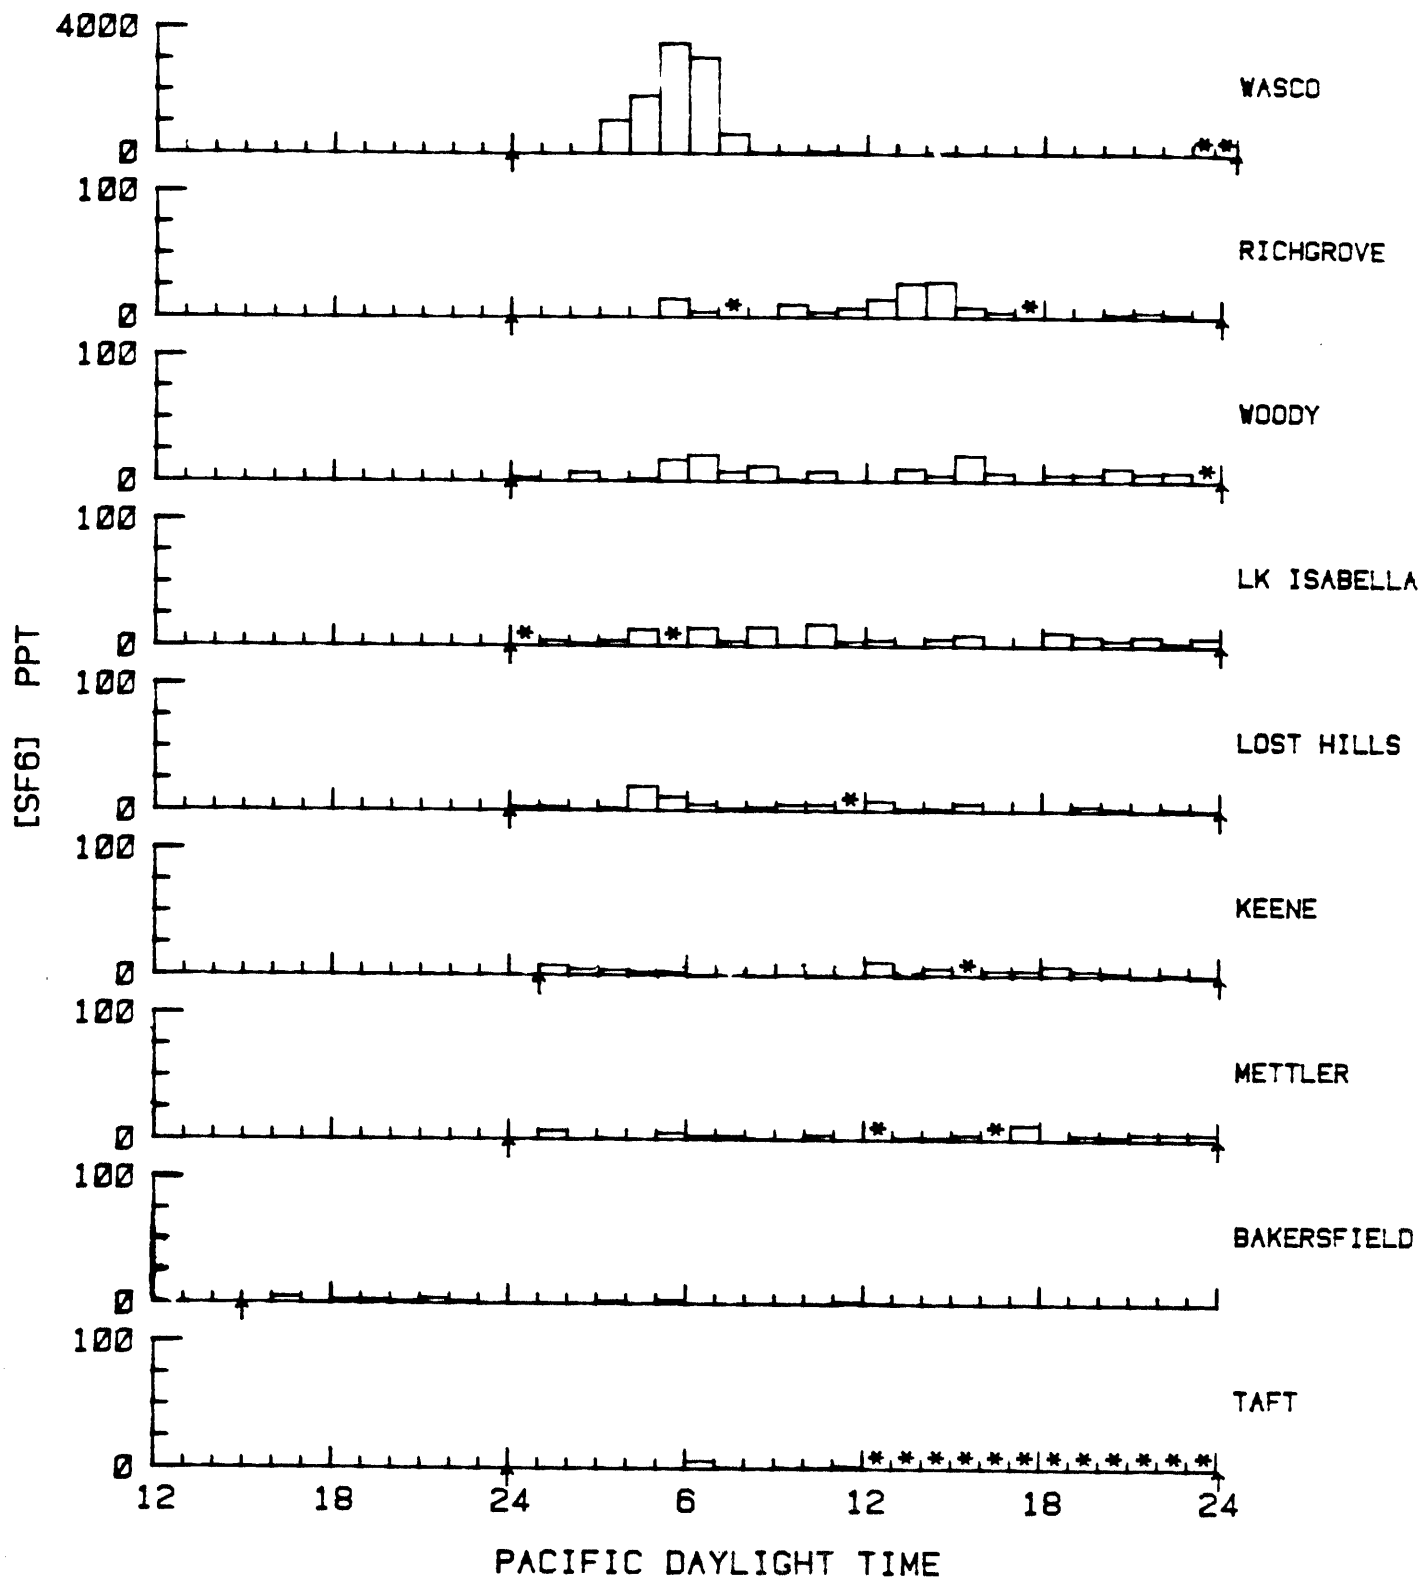 4000
0
WASCO
100
0
RICHGROVE
100
0
WOODY
100
0
LK ISABELLA
100
0
LOST HILLS
100
0
KEENE
100
0
METTLER
100
0
BAKERSFIELD
100
0
TAFT
[SF6] PPT
12 18 24 6 12 18 24
PACIFIC DAYLIGHT TIME